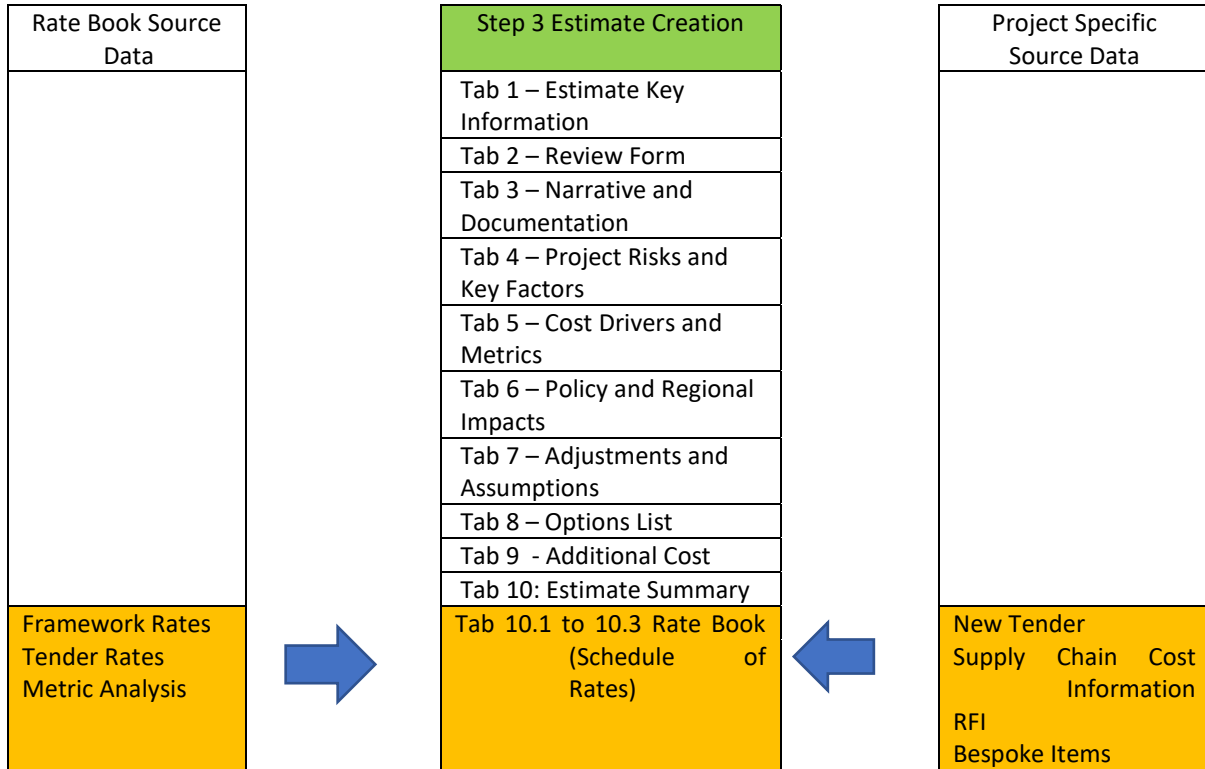 Rate Book Source
Data
Step 3 Estimate Creation
Project Specific
Source Data
Tab 1 – Estimate Key
Information
Tab 2 – Review Form
Tab 3 – Narrative and
Documentation
Tab 4 – Project Risks and
Key Factors
Tab 5 – Cost Drivers and
Metrics
Tab 6 – Policy and Regional
Impacts
Tab 7 – Adjustments and
Assumptions
Tab 8 – Options List
Tab 9  - Additional Cost
Tab 10: Estimate Summary
Framework Rates
Tender Rates
Metric Analysis
Tab 10.1 to 10.3 Rate Book
(Schedule of
Rates)
New Tender
Supply Chain Cost
Information
RFI
Bespoke Items